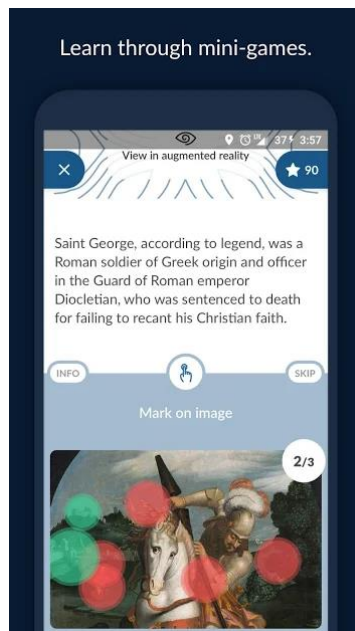 Learn through mini-games.
37 3:57
View in augmented reality
90
Saint George, according to legend, was a
Roman soldier of Greek origin and officer
in the Guard of Roman emperor
Diocletian, who was sentenced to death
for failing to recant his Christian faith.
INFO
SKIP
Mark on image
2/3